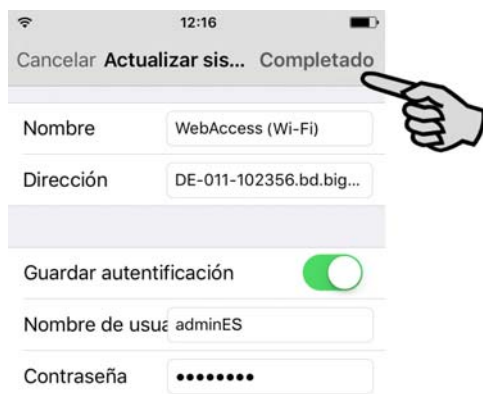 12:16
Cancelar Actualizar sis... Completado
Nombre WebAccess (Wi-Fi)
Dirección DE-011-102356.bd.big...
Guardar autentificación
Nombre de usua adminES
Contraseña ••••••••